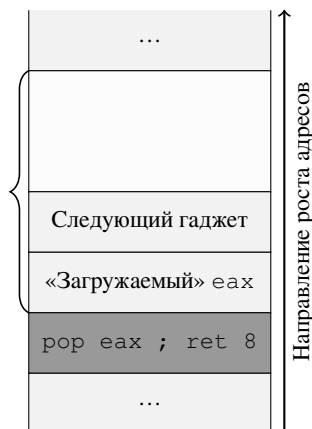 ...
Следующий гаджет
«Загружаемый» eax
pop eax ; ret 8
...
Направление роста адресов